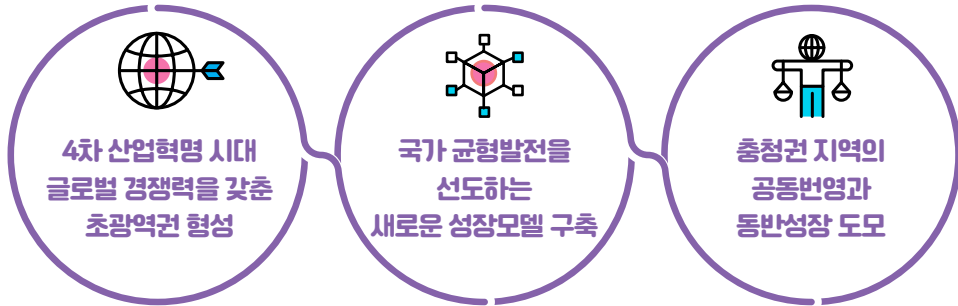 4차 산업혁명 시대
글로벌 경쟁력을 갖춘
초광역권 형성
국가 균형발전을
선도하는
새로운 성장모델 구축
충청권 지역의
공동번영과
동반성장 도모